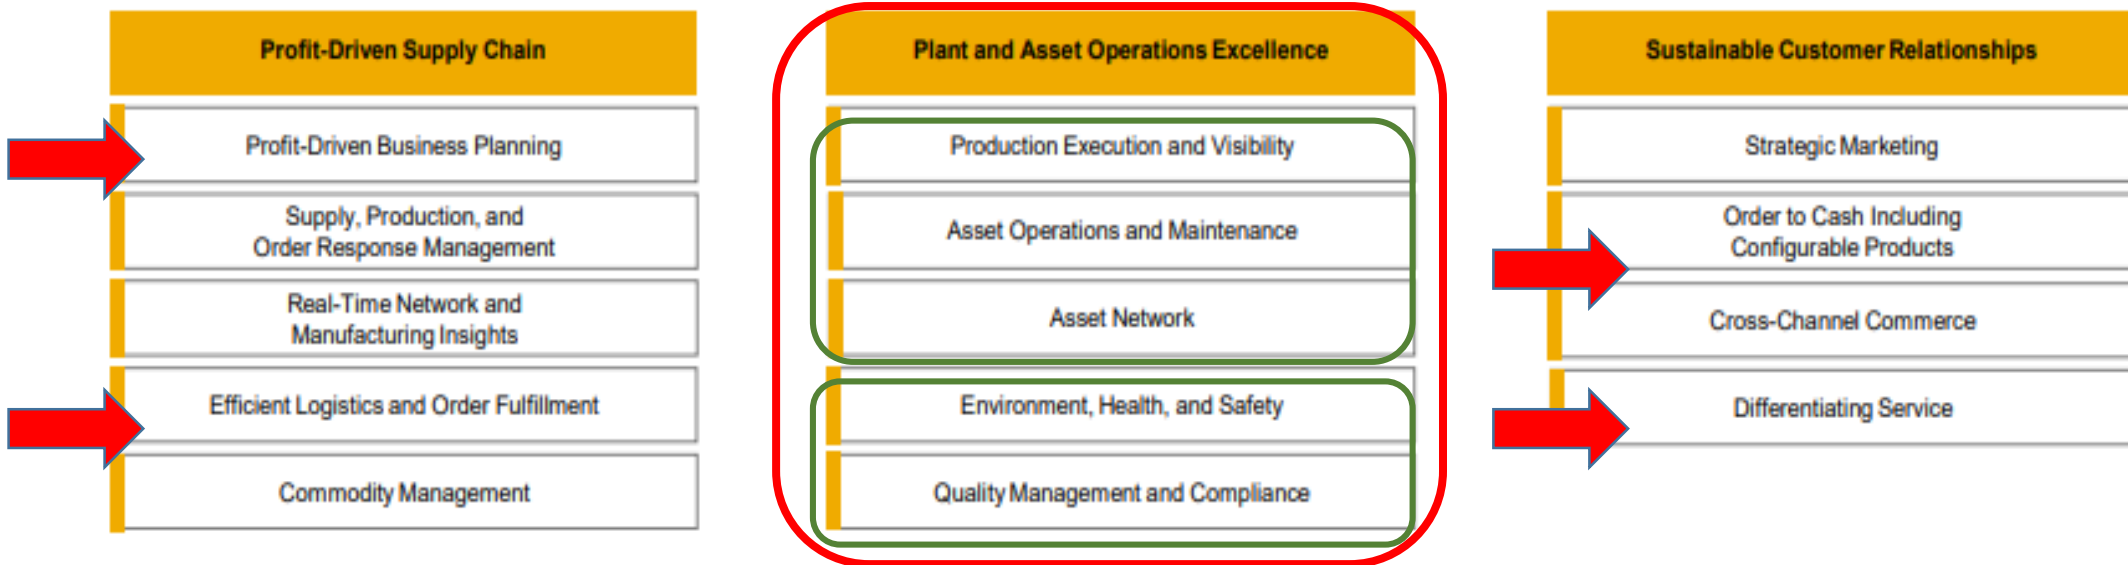 Profit-Driven Supply Chain
Profit-Driven Business Planning
Supply, Production, and
Order Response Management
Real-Time Network and
Manufacturing Insights
Efficient Logistics and Order Fulfillment
Commodity Management
Plant and Asset Operations Excellence
Production Execution and Visibility
Asset Operations and Maintenance
Asset Network
Environment, Health, and Safety
Quality Management and Compliance
Sustainable Customer Relationships
Strategic Marketing
Order to Cash Including
Configurable Products
Cross-Channel Commerce
Differentiating Service